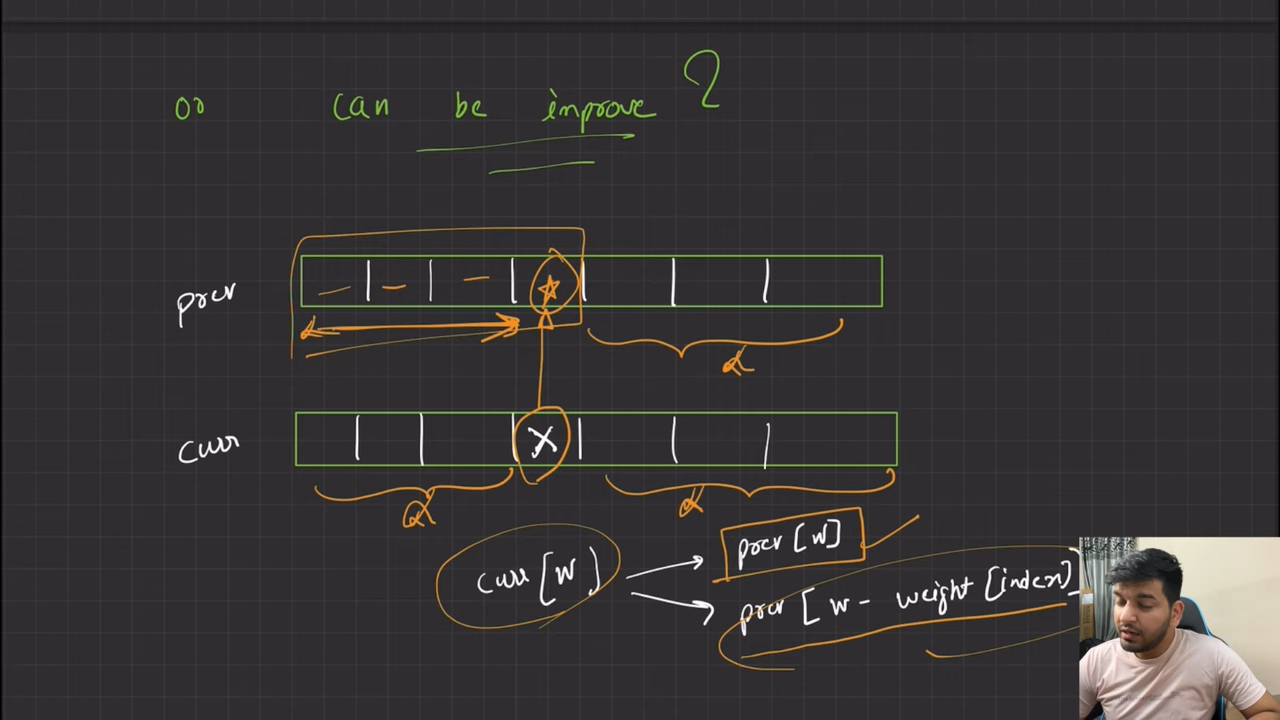 or can be improve ?
prev
curr
curr [w]
prev [w]
prev [w - weight [index]